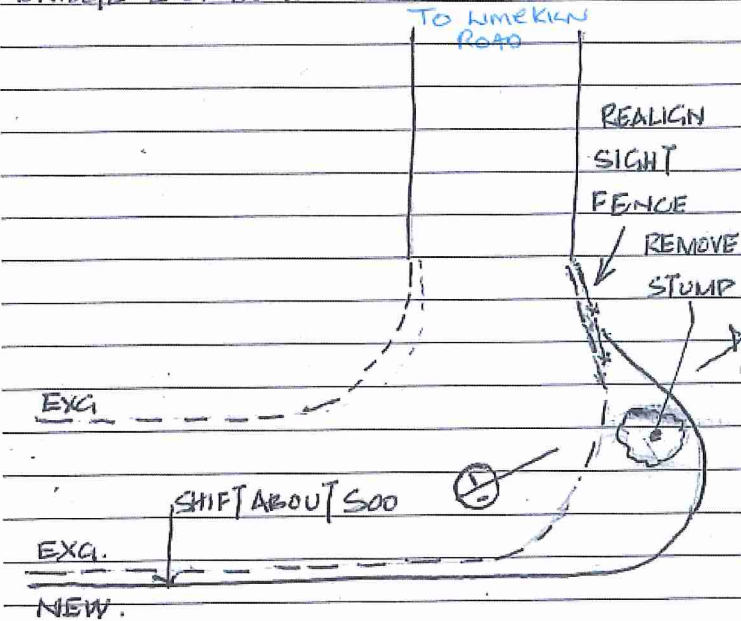 TO LIMEKILN
ROAD
REALIGN
SIGHT
FENCE
REMOVE
STUMP
EXG
SHIFT ABOUT 500
EXG.
NEW.